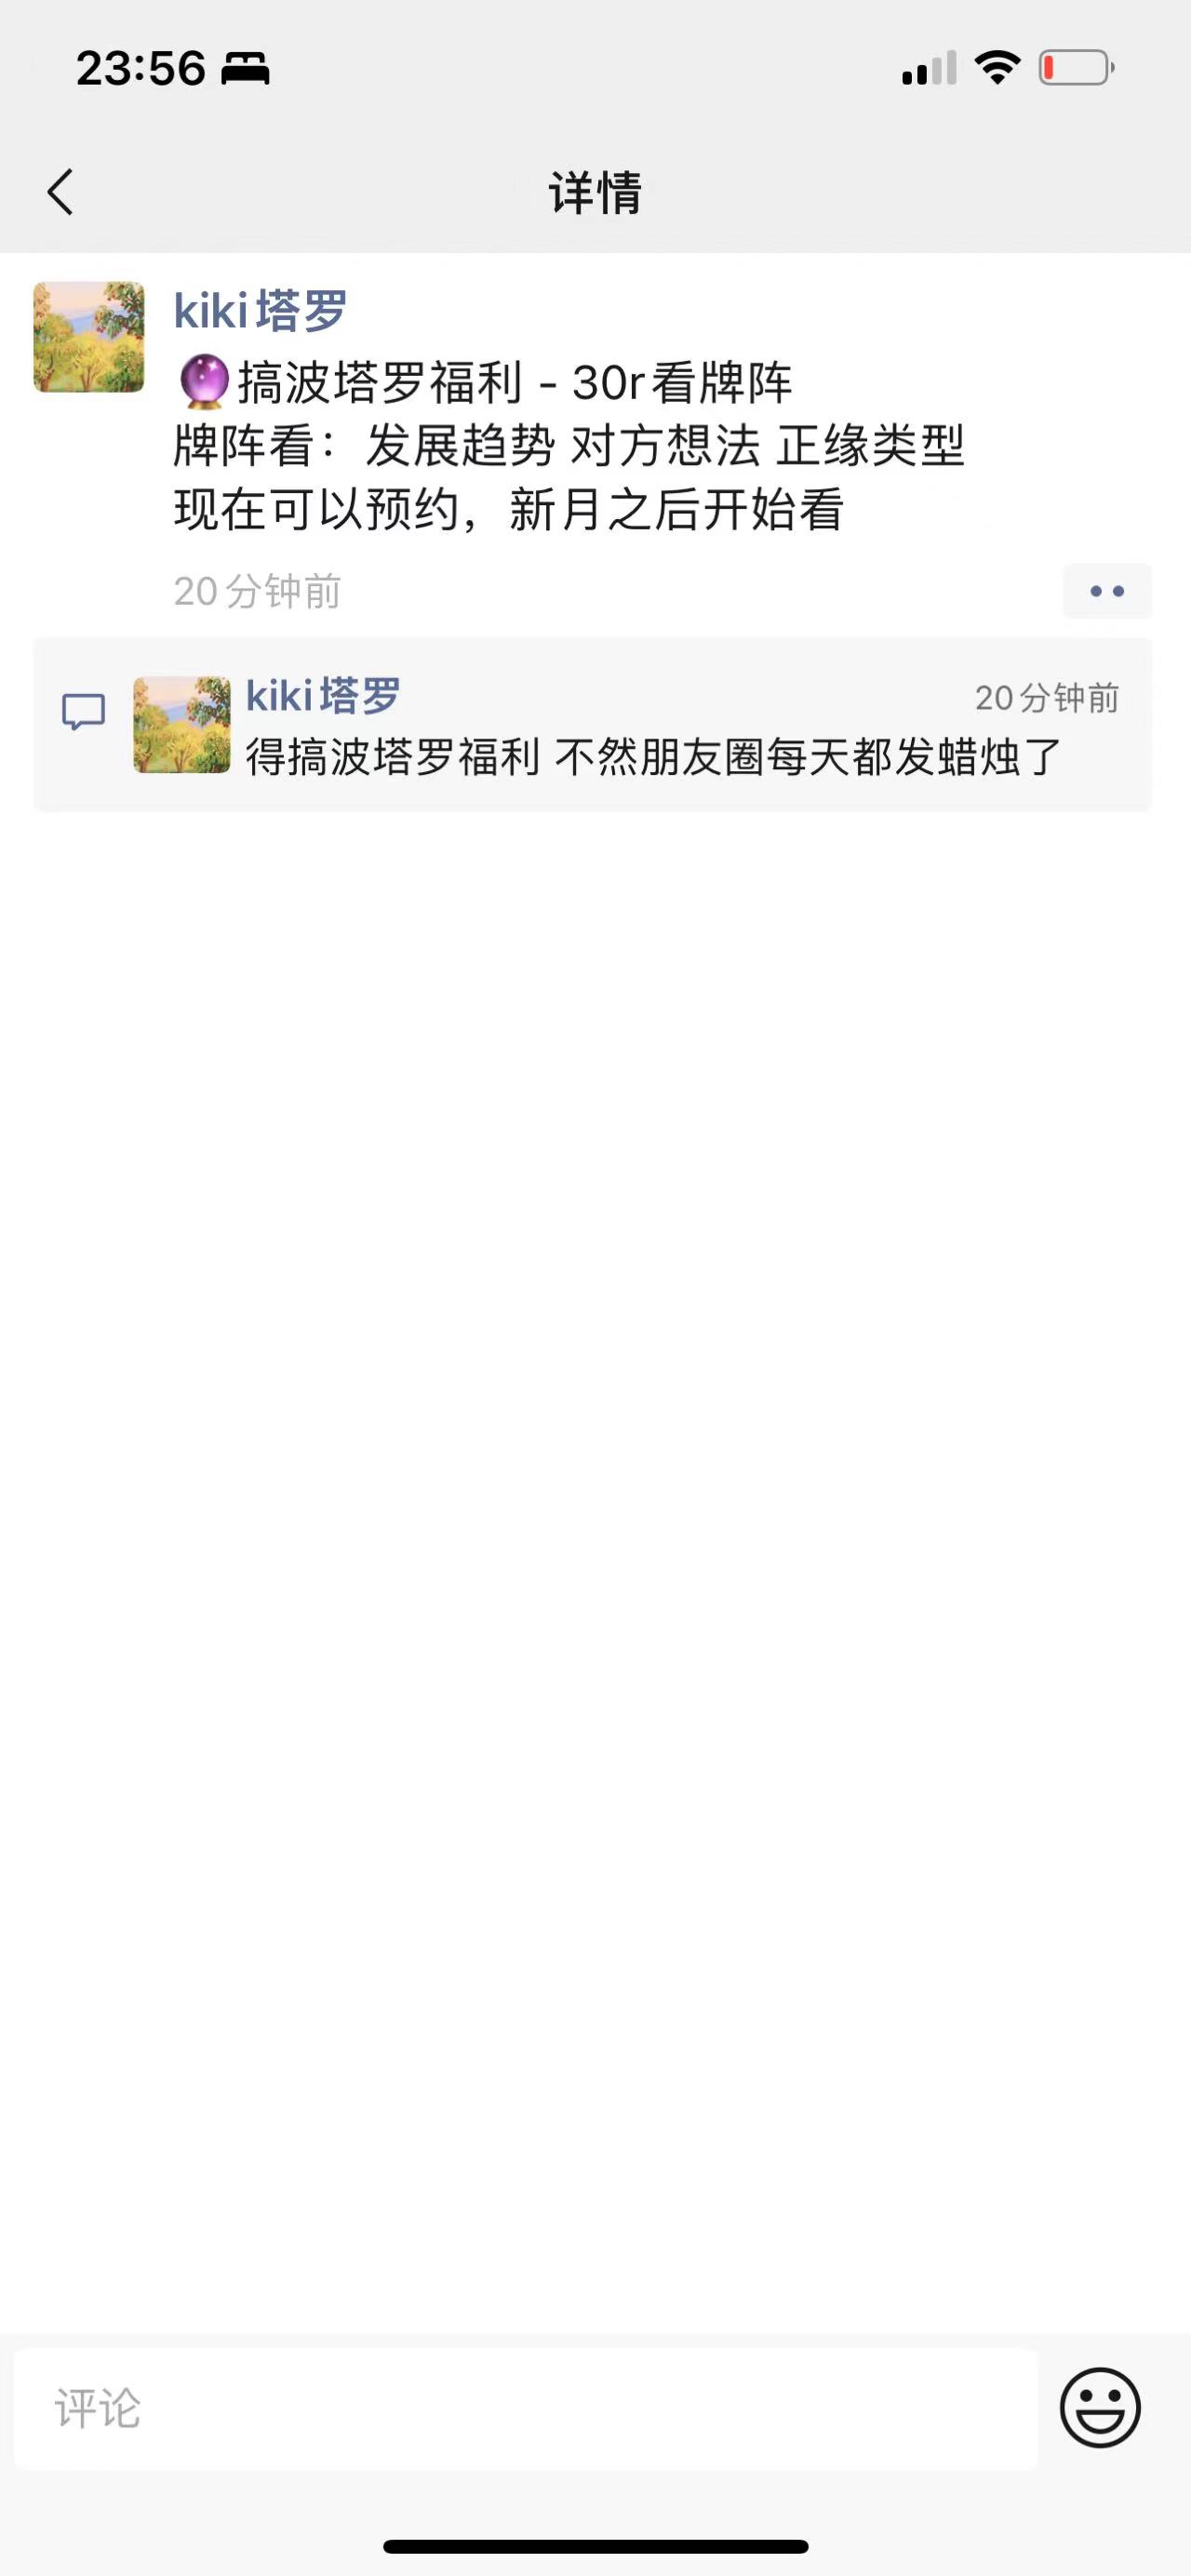 23:56
详情
kiki塔罗
🔮搞波塔罗福利 - 30r看牌阵
牌阵看：发展趋势 对方想法 正缘类型
现在可以预约，新月之后开始看
20分钟前
kiki塔罗
20分钟前
得搞波塔罗福利 不然朋友圈每天都发蜡烛了
评论